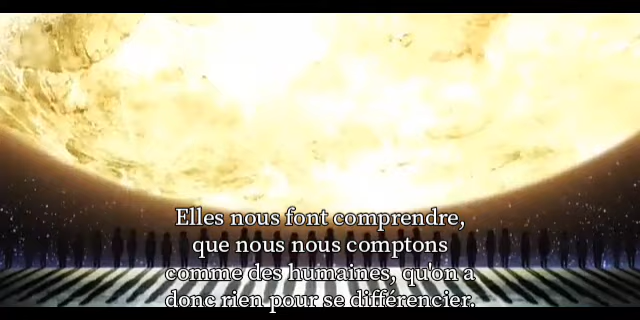 Elles nous font comprendre,
que nous nous comptons
comme des humaines, qu'on a
donc rien pour se différencier.